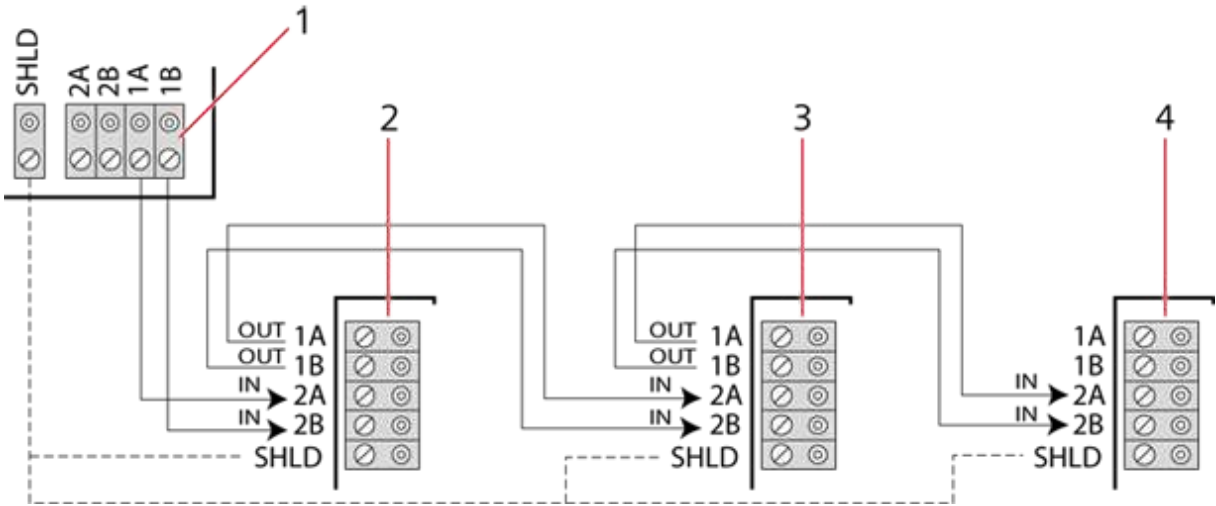 1
SHLD
2A
2B
1A
1B
2
3
4
OUT 1A
OUT 1B
IN 2A
IN 2B
SHLD
OUT 1A
OUT 1B
IN 2A
IN 2B
SHLD
1A
1B
IN 2A
IN 2B
SHLD